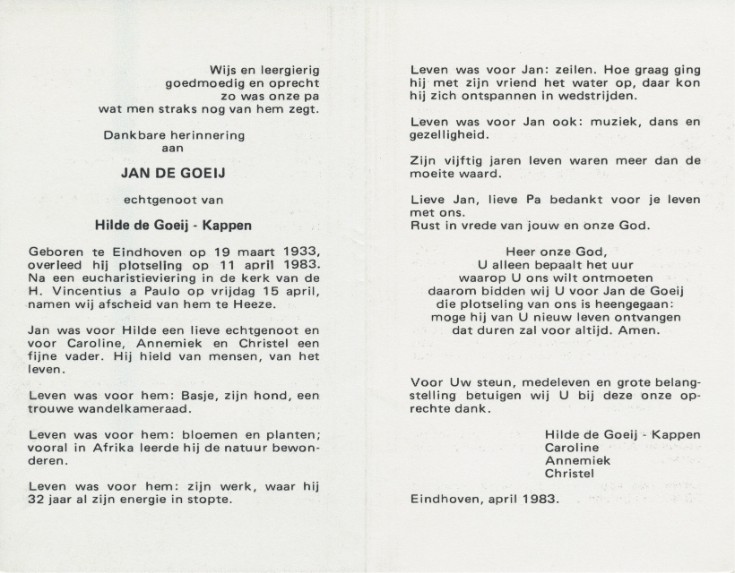 Wijs en leergierig
goedmoedig en oprecht
zo was onze pa
wat men straks nog van hem zegt.
Dankbare herinnering
aan
JAN DE GOEIJ
echtgenoot van
Hilde de Goeij - Kappen
Geboren te Eindhoven op 19 maart 1933,
overleed hij plotseling op 11 april 1983.
Na een eucharistieviering in de kerk van de
H. Vincentius a Paulo op vrijdag 15 april,
namen wij afscheid van hem te Heeze.
Jan was voor Hilde een lieve echtgenoot en
voor Caroline, Annemiek en Christel een
fijne vader. Hij hield van mensen, van het
leven.
Leven was voor hem: Basje, zijn hond, een
trouwe wandelkameraad.
Leven was voor hem: bloemen en planten;
vooral in Afrika leerde hij de natuur bewon-
deren.
Leven was voor hem: zijn werk, waar hij
32 jaar al zijn energie in stopte.
Leven was voor Jan: zeilen. Hoe graag ging
hij met zijn vriend het water op, daar kon
hij zich ontspannen in wedstrijden.
Leven was voor Jan ook: muziek, dans en
gezelligheid.
Zijn vijftig jaren leven waren meer dan de
moeite waard.
Lieve Jan, lieve Pa bedankt voor je leven
met ons.
Rust in vrede van jouw en onze God.
Heer onze God,
U alleen bepaalt het uur
waarop U ons wilt ontmoeten
daarom bidden wij U voor Jan de Goeij
die plotseling van ons is heengegaan:
moge hij van U nieuw leven ontvangen
dat duren zal voor altijd. Amen.
Voor Uw steun, medeleven en grote belang-
stelling betuigen wij U bij deze onze op-
rechte dank.
Hilde de Goeij - Kappen
Caroline
Annemiek
Christel
Eindhoven, april 1983.